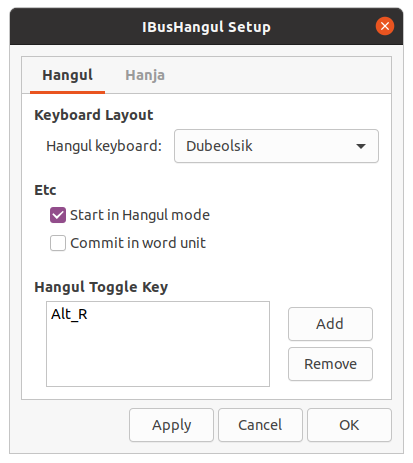 IBusHangul Setup
Hangul Hanja
Keyboard Layout
Hangul keyboard: Dubeolsik
Etc
Start in Hangul mode
Commit in word unit
Hangul Toggle Key
Alt_R
Add
Remove
Apply Cancel OK